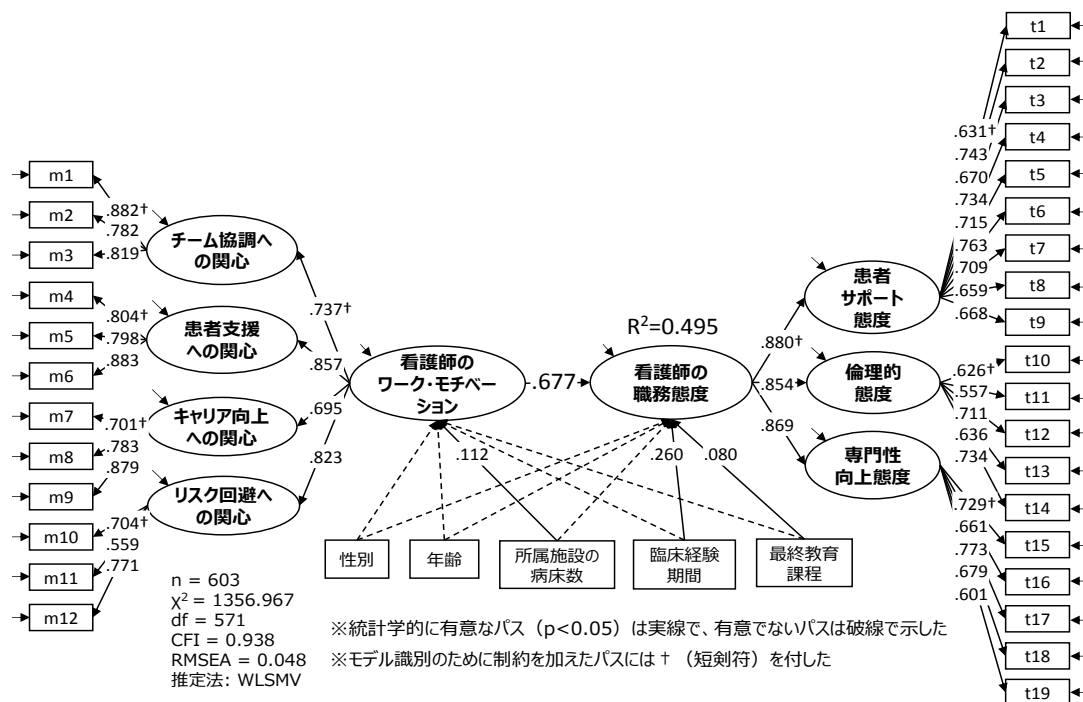 m1
m2
m3
m4
m5
m6
m7
m8
m9
m10
m11
m12
.882†
.782
.819
.804†
.798
.883
.701†
.783
.879
.704†
.559
.771
チーム協調へ
の関心
患者支援
への関心
キャリア向上
への関心
リスク回避へ
の関心
.737†
.857
.695
.823
看護師の
ワーク・モチベー
ション
.677
R²=0.495
看護師の
職務態度
.112
.260
.080
性別
年齢
所属施設の
病床数
臨床経験
期間
最終教育
課程
.880†
.854
.869
患者
サポート
態度
倫理的
態度
専門性
向上態度
.631†
.743
.670
.734
.715
.763
.709
.659
.668
.626†
.557
.711
.636
.734
.729†
.661
.773
.679
.601
t1
t2
t3
t4
t5
t6
t7
t8
t9
t10
t11
t12
t13
t14
t15
t16
t17
t18
t19
n = 603
χ² = 1356.967
df = 571
CFI = 0.938
RMSEA = 0.048
推定法: WLSMV
※統計学的に有意なパス（p<0.05）は実線で、有意でないパスは破線で示した
※モデル識別のために制約を加えたパスには†（短剣符）を付した